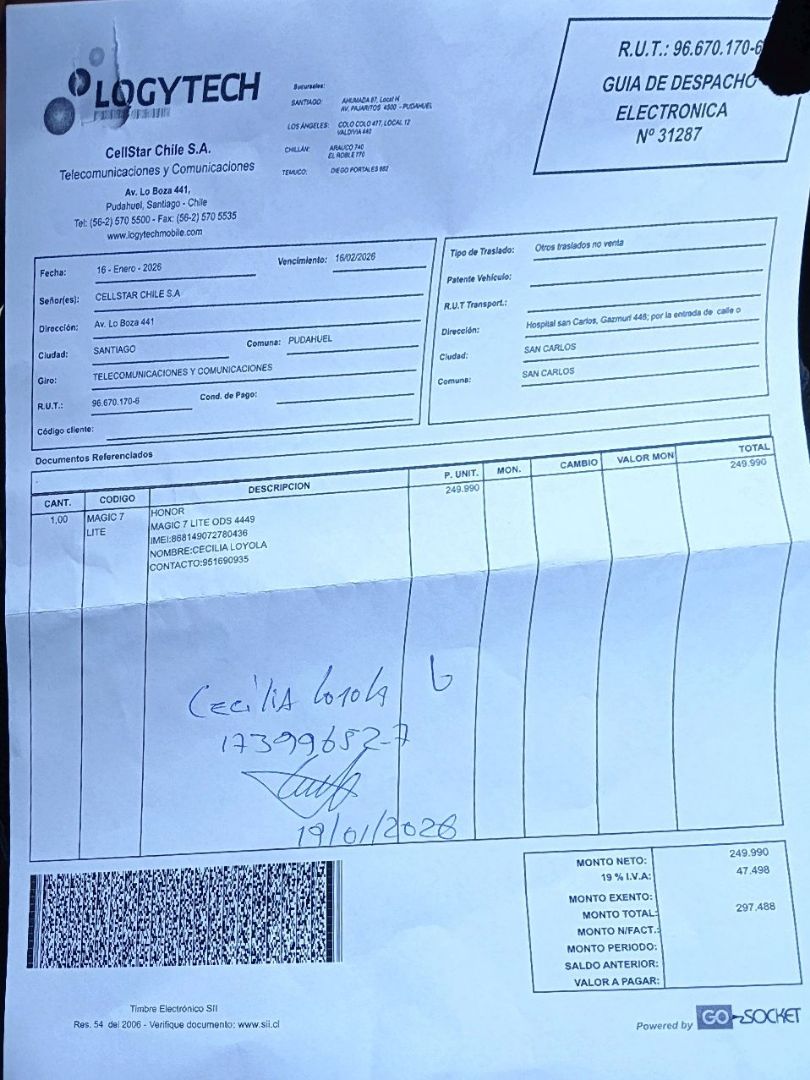 LOGYTECH
CellStar Chile S.A.
Telecomunicaciones y Comunicaciones
Av. Lo Boza 441,
Pudahuel, Santiago - Chile
Tel: (56-2) 570 5500 - Fax: (56-2) 570 5535
www.logytechmobile.com
Sucursales:
SANTIAGO: AHUMADA 87, Local H
AV. PAJARITOS 4500 - PUDAHUEL
LOS ÁNGELES: COLO COLO 477, LOCAL 12
VALDIVIA 440
CHILLÁN: ARAUCO 740
EL ROBLE 770
TEMUCO: DIEGO PORTALES 882
R.U.T.: 96.670.170-6
GUIA DE DESPACHO
ELECTRONICA
Nº 31287
Fecha: 16 - Enero - 2026 Vencimiento: 16/02/2026
Señor(es): CELLSTAR CHILE S.A
Dirección: Av. Lo Boza 441
Ciudad: SANTIAGO Comuna: PUDAHUEL
Giro: TELECOMUNICACIONES Y COMUNICACIONES
R.U.T.: 96.670.170-6 Cond. de Pago:
Código cliente:
Tipo de Traslado: Otros traslados no venta
Patente Vehículo:
R.U.T Transport.:
Dirección: Hospital san Carlos, Gazmuri 448; por la entrada de calle o
Ciudad: SAN CARLOS
Comuna: SAN CARLOS
Documentos Referenciados
CANT. CODIGO DESCRIPCION P. UNIT. MON. CAMBIO VALOR MON TOTAL
1,00 MAGIC 7 HONOR 249.990 249.990
LITE MAGIC 7 LITE ODS 4449
IMEI:868149072780436
NOMBRE:CECILIA LOYOLA
CONTACTO:951690935
Cecilia Loyola
17399652-7
19/01/2026
MONTO NETO: 249.990
19 % I.V.A: 47.498
MONTO EXENTO:
MONTO TOTAL: 297.488
MONTO N/FACT.:
MONTO PERIODO:
SALDO ANTERIOR:
VALOR A PAGAR:
Timbre Electrónico SII
Res. 54 del 2006 - Verifique documento: www.sii.cl
Powered by GOSOCKET